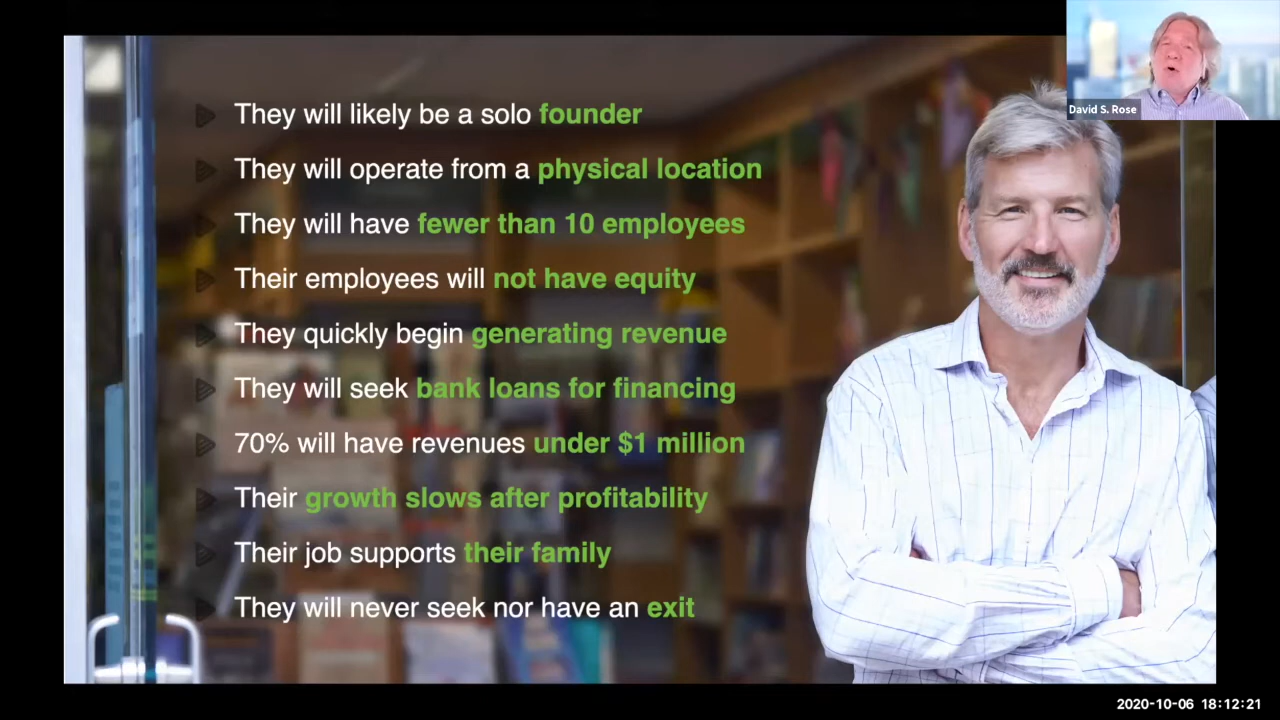 David S. Rose
They will likely be a solo founder
They will operate from a physical location
They will have fewer than 10 employees
Their employees will not have equity
They quickly begin generating revenue
They will seek bank loans for financing
70% will have revenues under $1 million
Their growth slows after profitability
Their job supports their family
They will never seek nor have an exit
2020-10-06 18:12:21